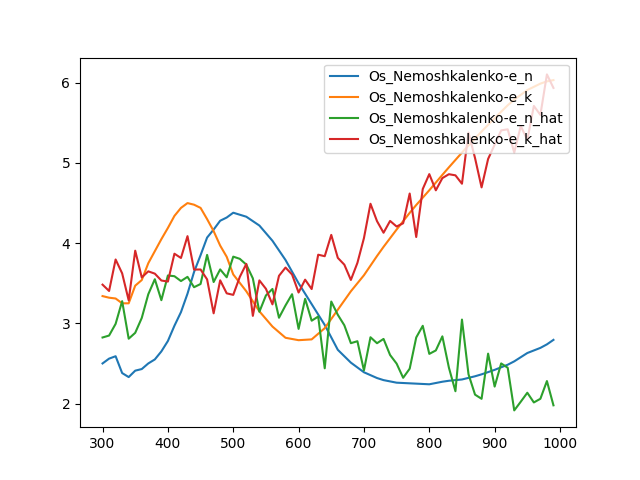 Os_Nemoshkalenko-e_n
Os_Nemoshkalenko-e_k
Os_Nemoshkalenko-e_n_hat
Os_Nemoshkalenko-e_k_hat
6
5
4
3
2
300 400 500 600 700 800 900 1000